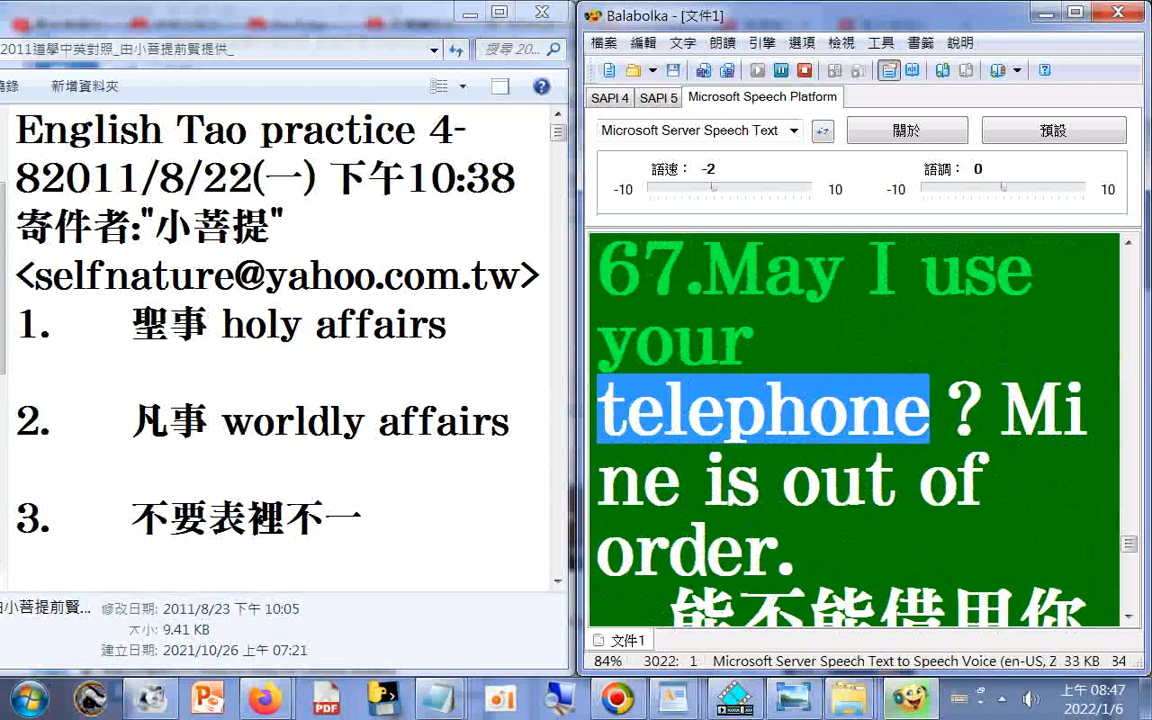 2011道學中英對照_由小菩提前賢提供_
搜尋 20...
新增資料夾
English Tao practice 4-
82011/8/22(一) 下午10:38
寄件者:"小菩提"
<selfnature@yahoo.com.tw>
1. 聖事 holy affairs
2. 凡事 worldly affairs
3. 不要表裡不一
由小菩提前賢... 修改日期: 2011/8/23 下午 10:05
大小: 9.41 KB
建立日期: 2021/10/26 上午 07:21
Balabolka - [文件1]
檔案 編輯 文字 朗讀 引擎 選項 檢視 工具 書籤 說明
SAPI 4 SAPI 5 Microsoft Speech Platform
Microsoft Server Speech Text 關於 預設
語速: -2 語調: 0
-10 10 -10 10
67.May I use
your
telephone？Mi
ne is out of
order.
能不能借用你
文件1
84% 3022: 1 Microsoft Server Speech Text to Speech Voice (en-US, Z 33 KB 34
PDF
上午 08:47
2022/1/6